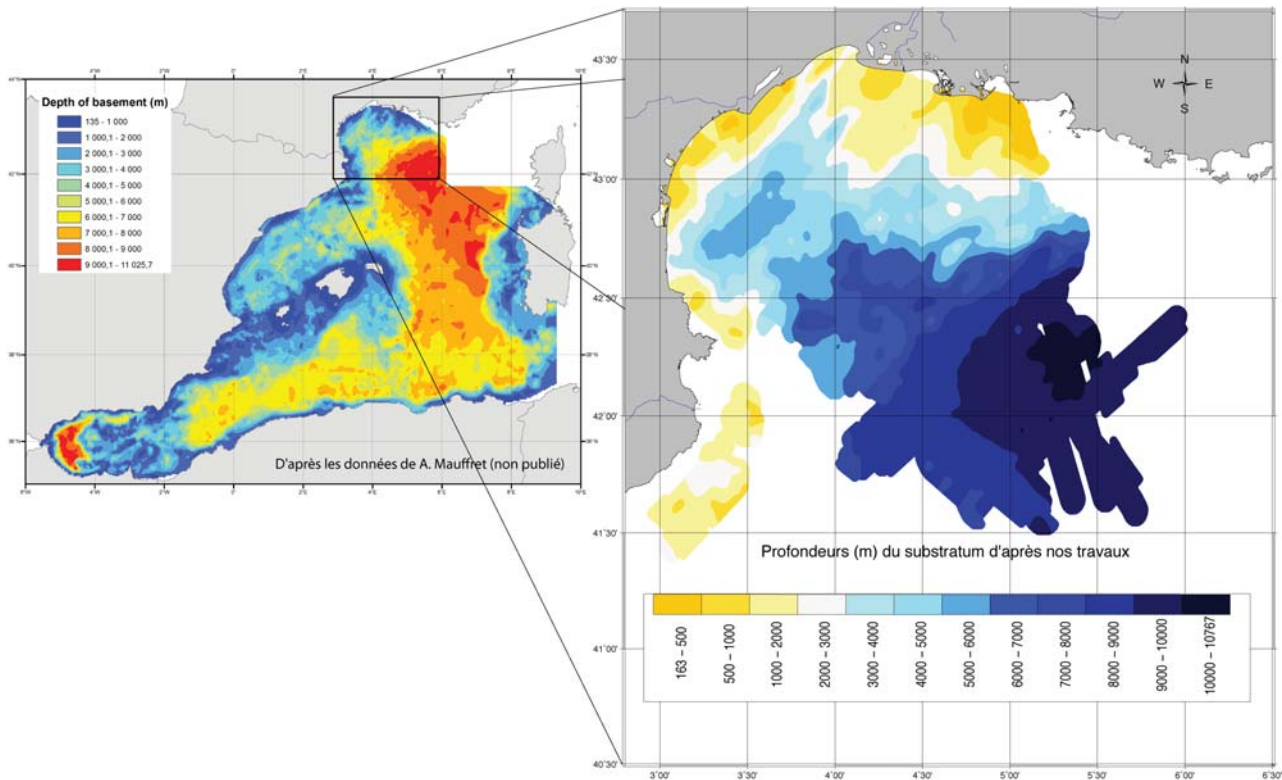 Depth of basement (m)
135 - 1 000
1 000,1 - 2 000
2 000,1 - 3 000
3 000,1 - 4 000
4 000,1 - 5 000
5 000,1 - 6 000
6 000,1 - 7 000
7 000,1 - 8 000
8 000,1 - 9 000
9 000,1 - 11 025,7
D'après les données de A. Mauffret (non publié)
N
W E
S
43˚30'
43˚00'
42˚30'
42˚00'
41˚30'
41˚00'
40˚30'
Profondeurs (m) du substratum d'après nos travaux
163 – 500
500 – 1000
1000 – 2000
2000 – 3000
3000 – 4000
4000 – 5000
5000 – 6000
6000 – 7000
7000 – 8000
8000 – 9000
9000 – 10000
10000 – 10767
3˚00' 3˚30' 4˚00' 4˚30' 5˚00' 5˚30' 6˚00'